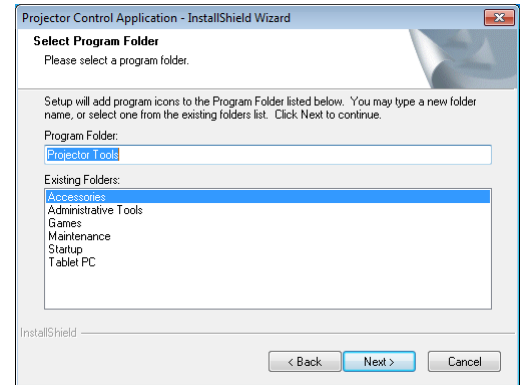 Projector Control Application - InstallShield Wizard
Select Program Folder
Please select a program folder.
Setup will add program icons to the Program Folder listed below. You may type a new folder
name, or select one from the existing folders list. Click Next to continue.
Program Folder:
Projector Tools
Existing Folders:
Accessories
Administrative Tools
Games
Maintenance
Startup
Tablet PC
InstallShield
< Back
Next >
Cancel